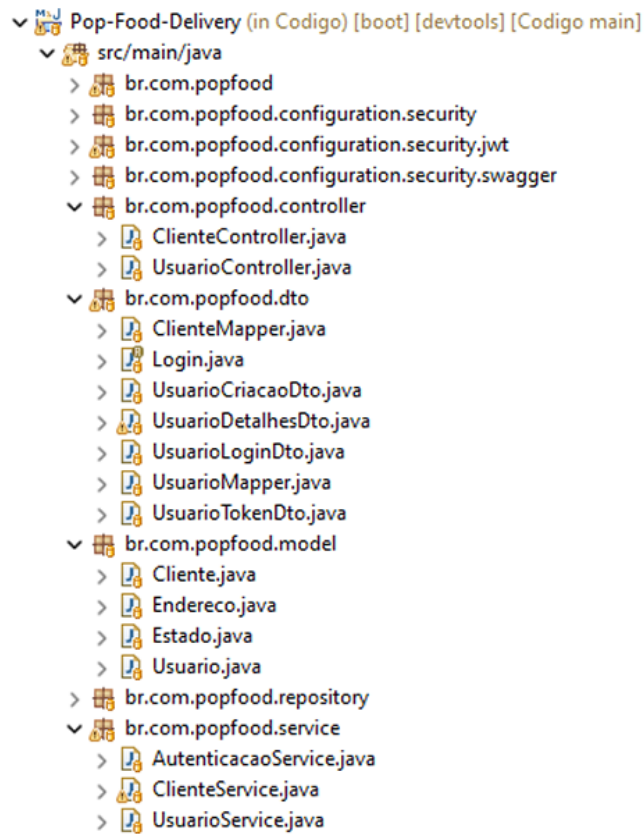 Pop-Food-Delivery (in Codigo) [boot] [devtools] [Codigo main]
src/main/java
br.com.popfood
br.com.popfood.configuration.security
br.com.popfood.configuration.security.jwt
br.com.popfood.configuration.security.swagger
br.com.popfood.controller
ClienteController.java
UsuarioController.java
br.com.popfood.dto
ClienteMapper.java
Login.java
UsuarioCriacaoDto.java
UsuarioDetalhesDto.java
UsuarioLoginDto.java
UsuarioMapper.java
UsuarioTokenDto.java
br.com.popfood.model
Cliente.java
Endereco.java
Estado.java
Usuario.java
br.com.popfood.repository
br.com.popfood.service
AutenticacaoService.java
ClienteService.java
UsuarioService.java